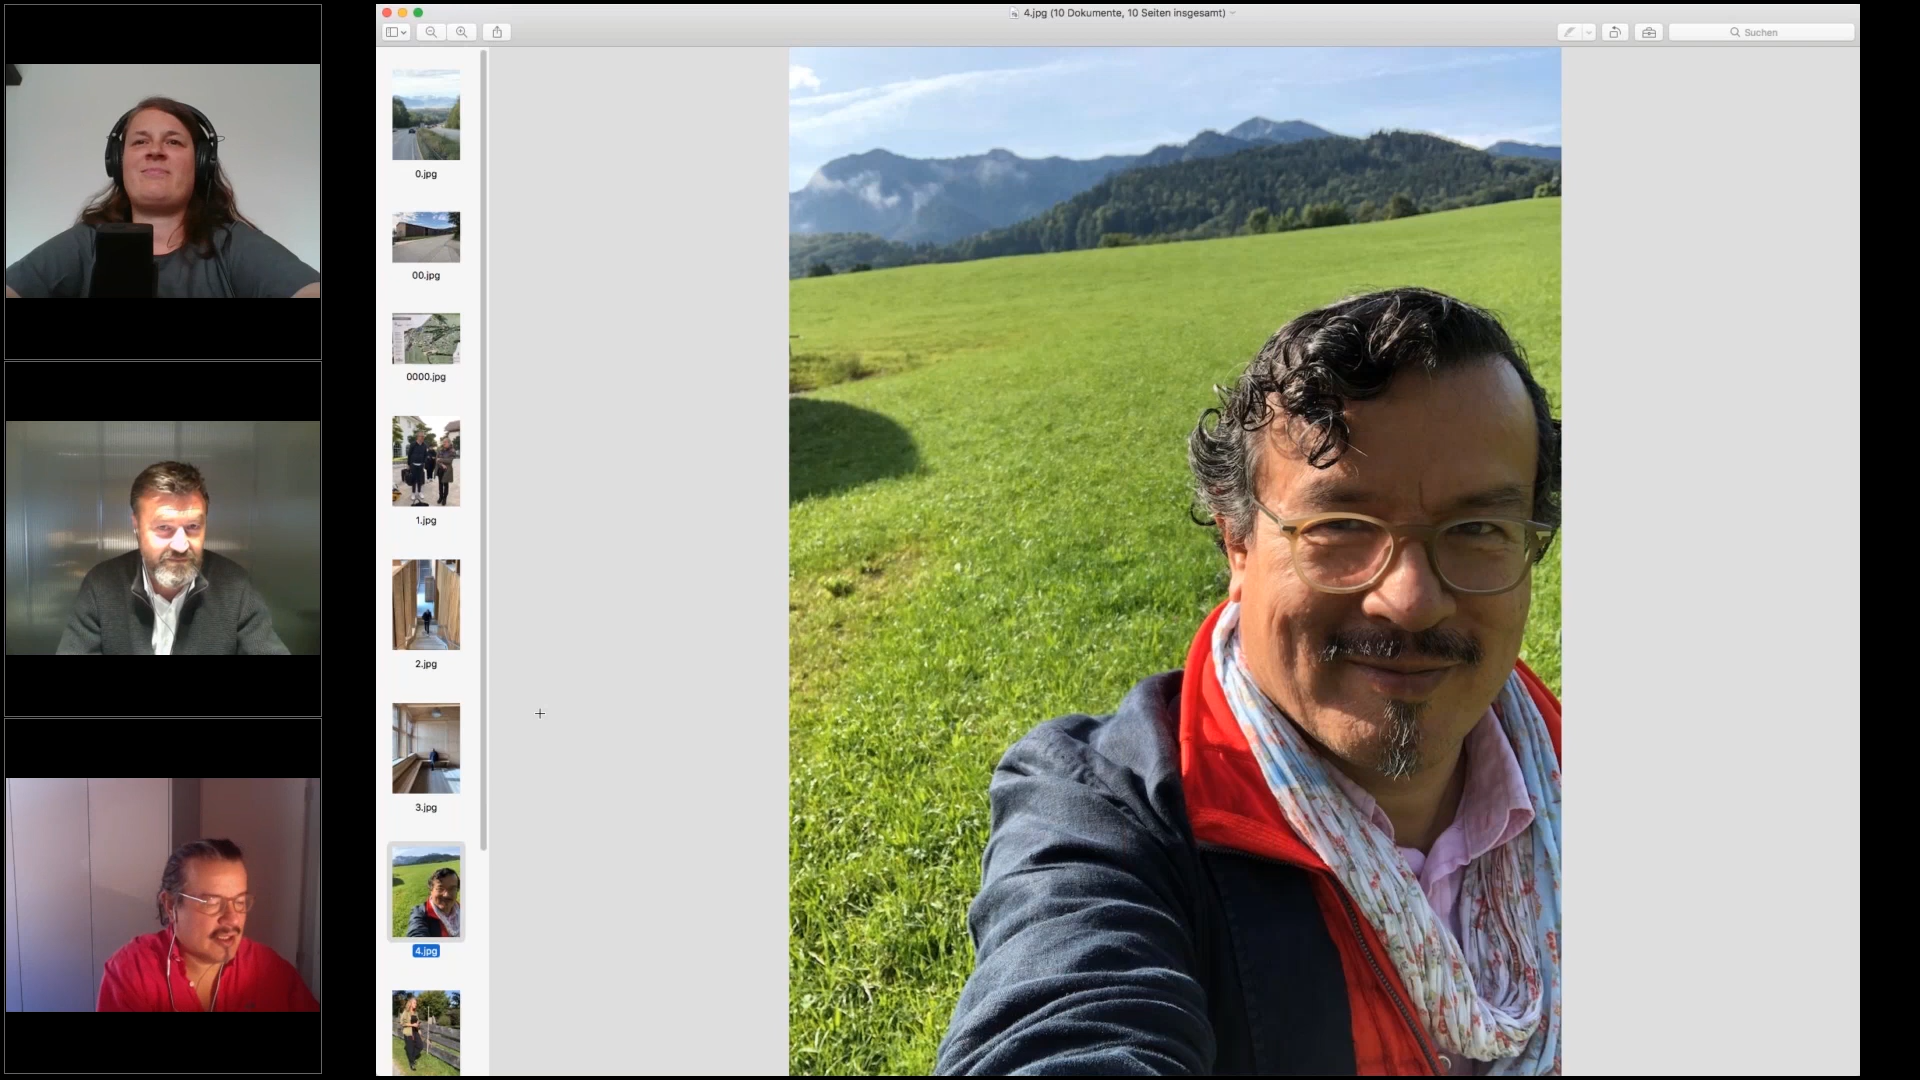 4.jpg (10 Dokumente, 10 Seiten insgesamt)
Suchen
0.jpg
00.jpg
0000.jpg
1.jpg
2.jpg
3.jpg
4.jpg